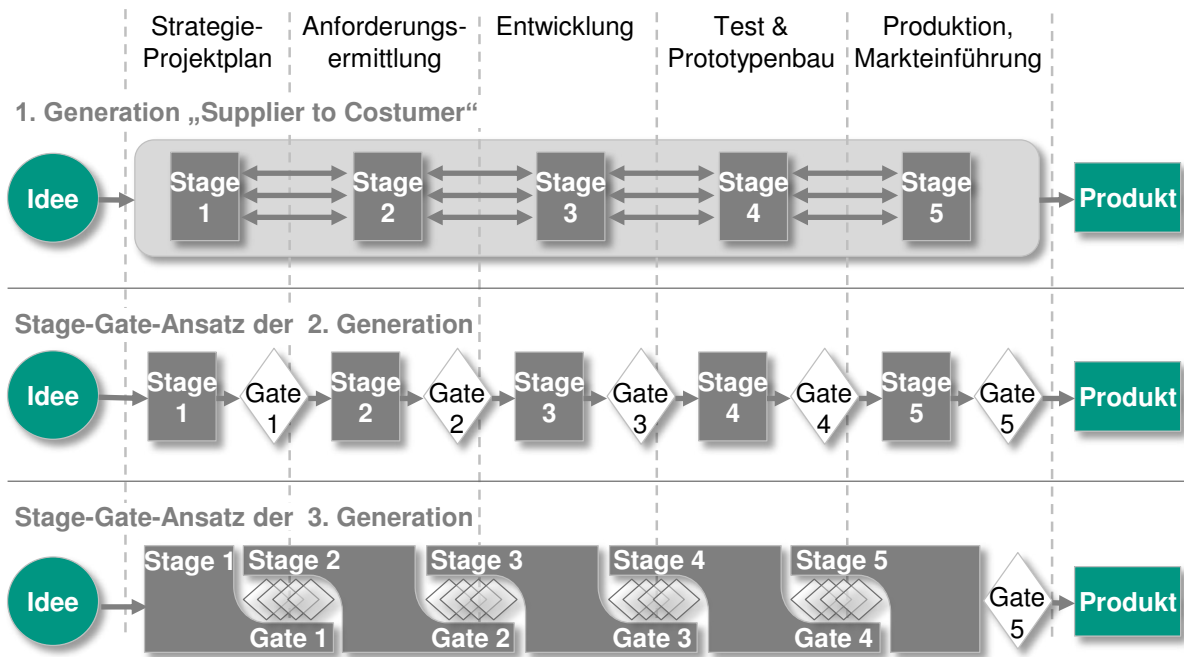 Strategie-
Projektplan
Anforderungs-
ermittlung
Entwicklung
Test &
Prototypenbau
Produktion,
Markteinführung
1. Generation „Supplier to Costumer“
Idee
Stage
1
Stage
2
Stage
3
Stage
4
Stage
5
Produkt
Stage-Gate-Ansatz der 2. Generation
Idee
Stage
1
Gate
1
Stage
2
Gate
2
Stage
3
Gate
3
Stage
4
Gate
4
Stage
5
Gate
5
Produkt
Stage-Gate-Ansatz der 3. Generation
Idee
Stage 1
Stage 2
Stage 3
Stage 4
Stage 5
Gate 1
Gate 2
Gate 3
Gate 4
Gate
5
Produkt